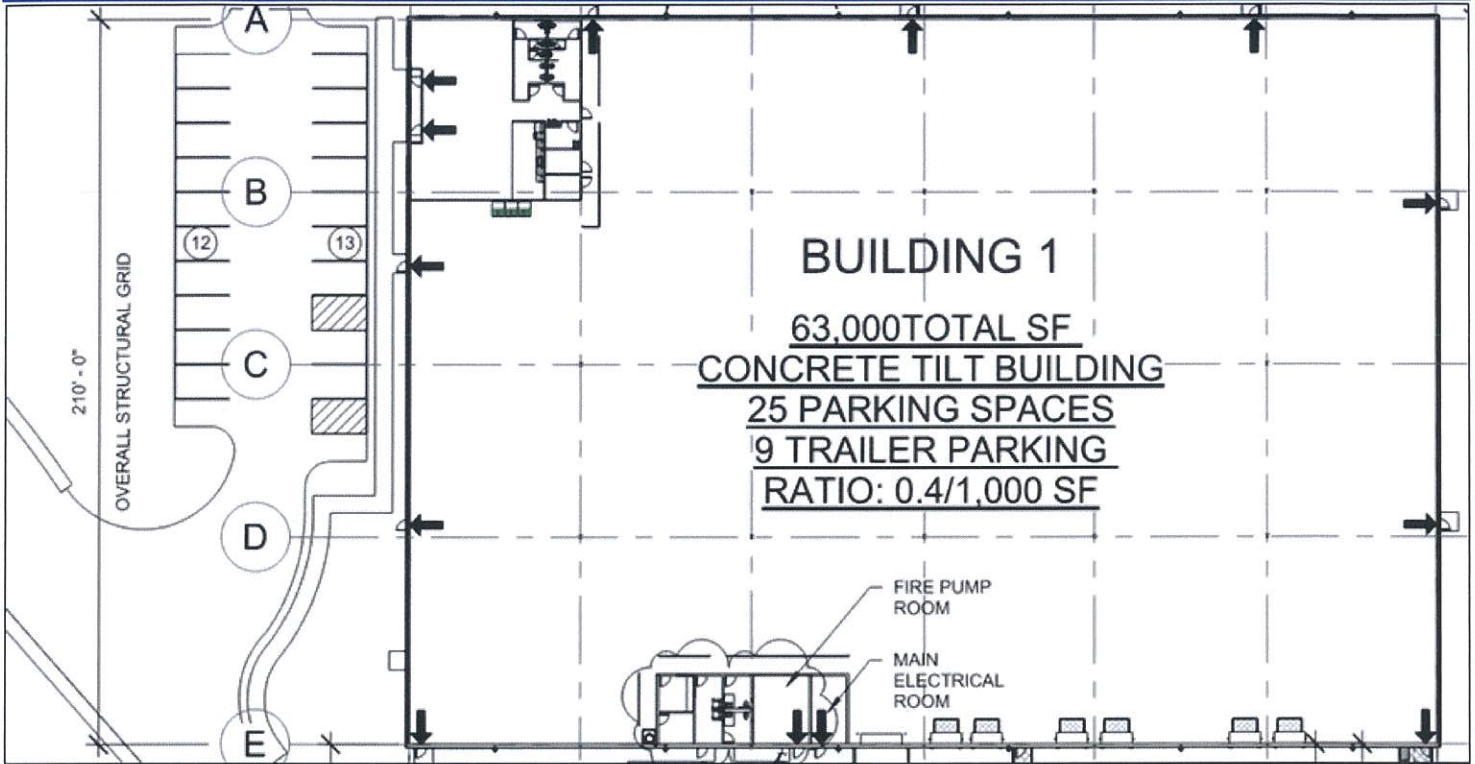 A
B
12
13
210' - 0"
OVERALL STRUCTURAL GRID
C
D
E
BUILDING 1
63,000TOTAL SF
CONCRETE TILT BUILDING
25 PARKING SPACES
9 TRAILER PARKING
RATIO: 0.4/1,000 SF
FIRE PUMP
ROOM
MAIN
ELECTRICAL
ROOM